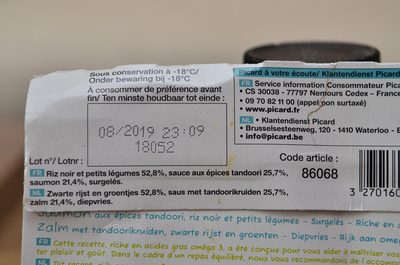 Sous conservation à -18°C/
Onder bewaring bij -18°C
À consommer de préférence avant
fin/ Ten minste houdbaar tot einde :
08/2019 23:09
18052
Lot n°/ Lotnr :
Picard à votre écoute/ Klantendienst Picard
FR • Service information Consommateur Pic
CS 30038 - 77797 Nemours Cedex - France
• 09 70 82 11 00 (appel non surtaxé)
• www.picard.fr
NL • Klantendienst Picard
Brusselsesteenweg, 120 - 1410 Waterloo -
• info@picard.be
Code article :
86068
3 270160
FR Riz noir et petits légumes 52,8%, sauce aux épices tandoori 25,7%,
saumon 21,4%, surgelés.
NL Zwarte rijst en groenten 52,8%, saus met tandoorikruiden 25,7%,
zalm 21,4%, diepvries.
Saumon aux épices tandoori, riz noir et petits légumes - Surgelés - Riche en
Zalm met tandoorikruiden, zwarte rijst en groenten - Diepvries - Rijk aan
FR Cette recette, riche en acides gras oméga 3, a été conçue pour vous aider à maintenir
plaisir et goût. Dans le cadre d'un repas équilibré, nous vous recommandons de l'accom